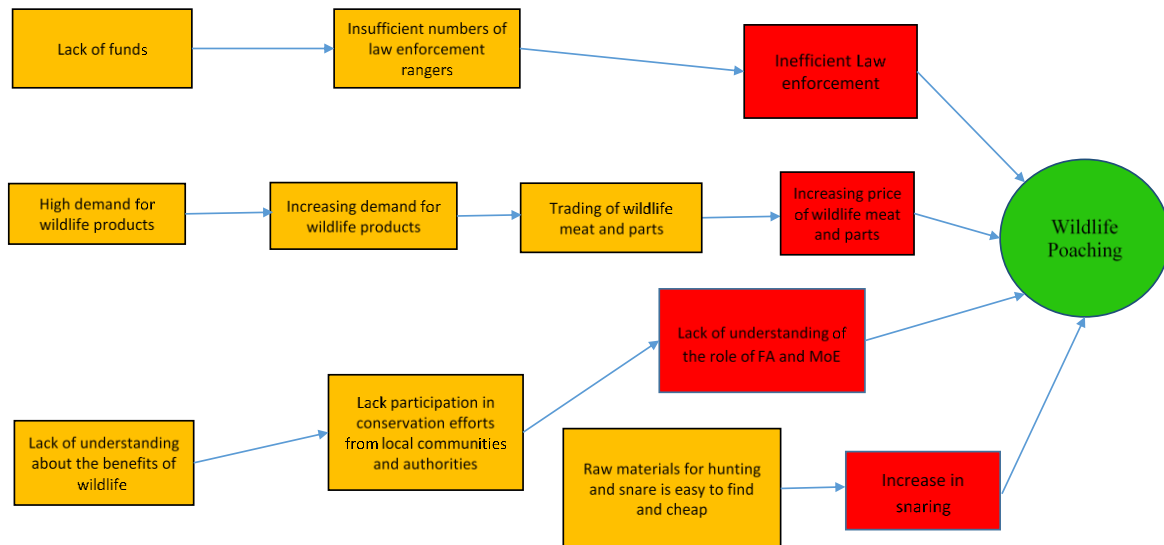 Lack of funds
Insufficient numbers of
law enforcement
rangers
Inefficient Law
enforcement
High demand for
wildlife products
Increasing demand for
wildlife products
Trading of wildlife
meat and parts
Increasing price
of wildlife meat
and parts
Wildlife
Poaching
Lack of understanding of
the role of FA and MoE
Lack of understanding
about the benefits of
wildlife
Lack participation in
conservation efforts
from local communities
and authorities
Raw materials for hunting
and snare is easy to find
and cheap
Increase in
snaring